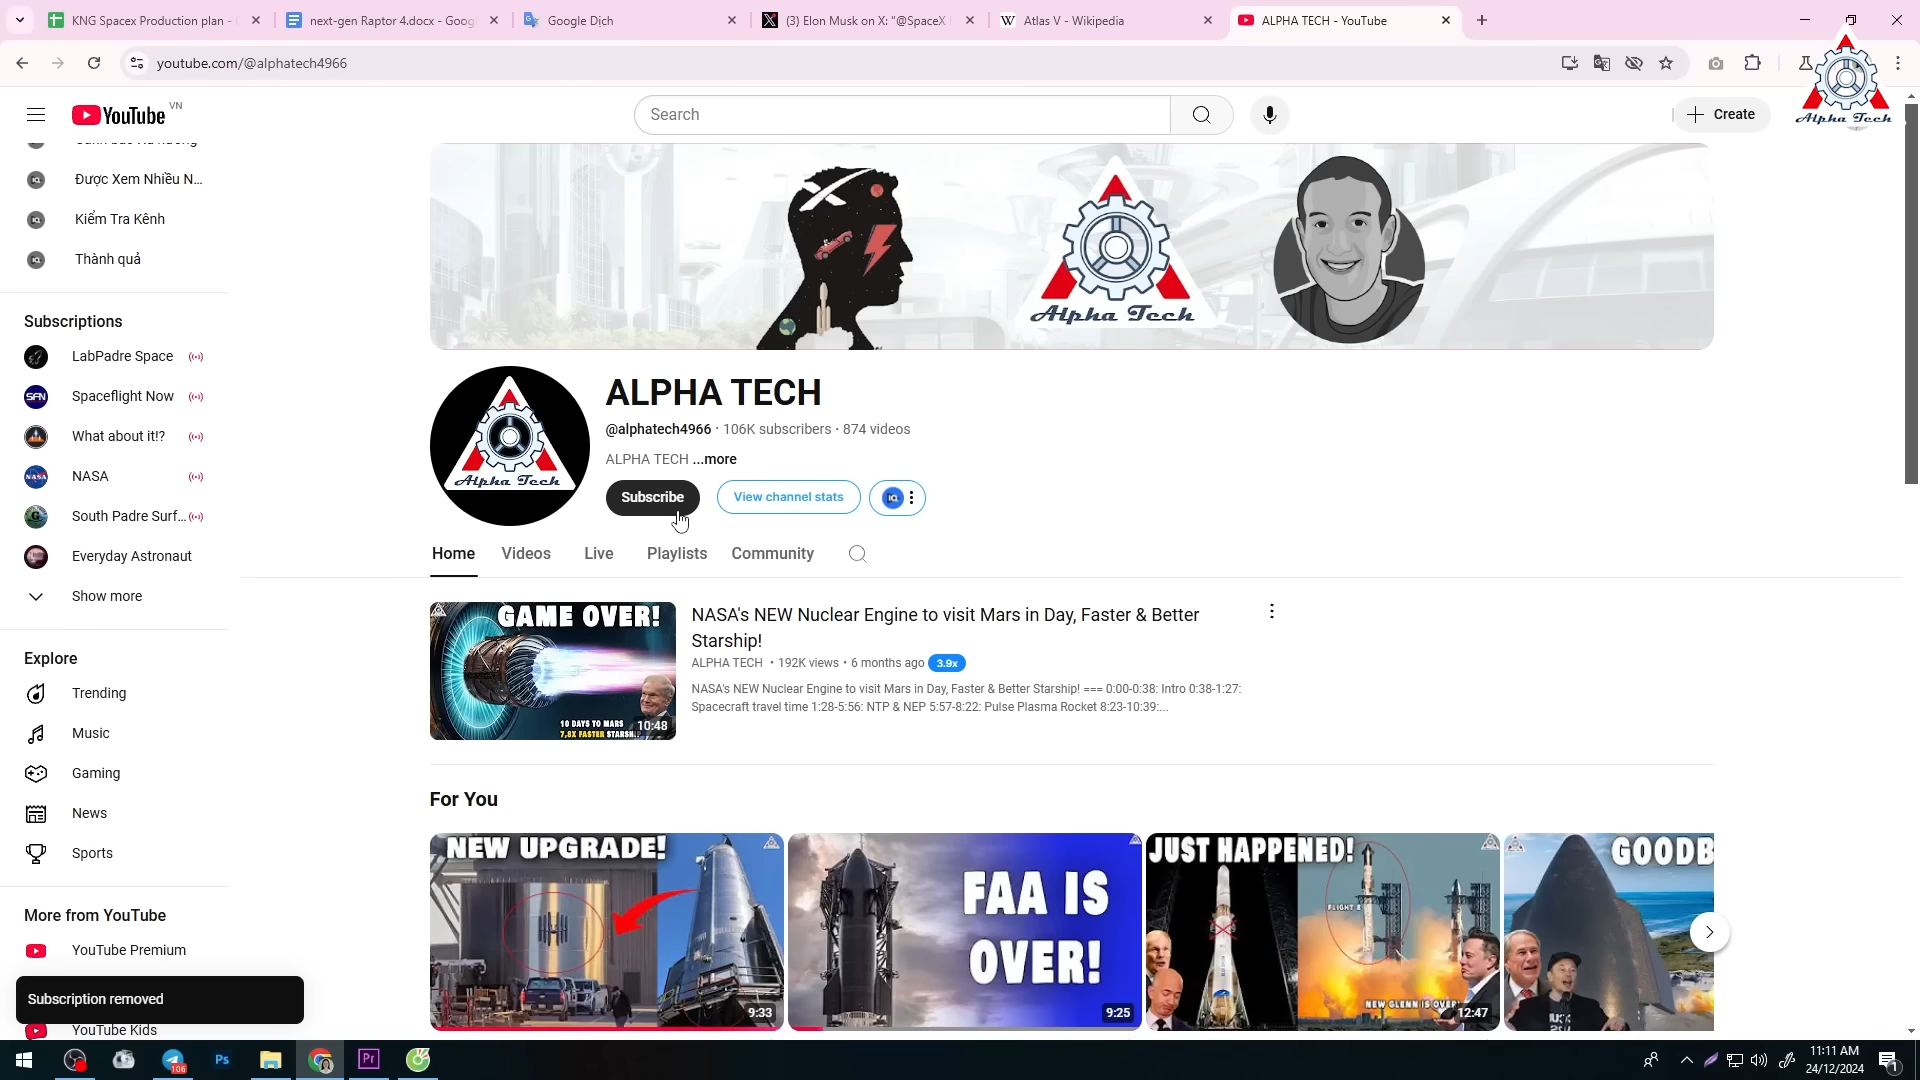 KNG Spacex Production plan -
next-gen Raptor 4.docx - Goog
Google Dịch
(3) Elon Musk on X: "@SpaceX
Atlas V - Wikipedia
ALPHA TECH - YouTube
youtube.com/@alphatech4966
YouTube VN
Search
Create
Alpha Tech
Được Xem Nhiều N...
Kiểm Tra Kênh
Thành quả
Subscriptions
LabPadre Space
Spaceflight Now
What about it!?
NASA
South Padre Surf...
Everyday Astronaut
Show more
Explore
Trending
Music
Gaming
News
Sports
More from YouTube
YouTube Premium
YouTube Kids
Subscription removed
Alpha Tech
Alpha Tech
ALPHA TECH
@alphatech4966 · 106K subscribers · 874 videos
ALPHA TECH ...more
Subscribe
View channel stats
Home
Videos
Live
Playlists
Community
GAME OVER!
10 DAYS TO MARS
7,8X FASTER STARSH
10:48
NASA's NEW Nuclear Engine to visit Mars in Day, Faster & Better
Starship!
ALPHA TECH • 192K views • 6 months ago 3.9x
NASA's NEW Nuclear Engine to visit Mars in Day, Faster & Better Starship! === 0:00-0:38: Intro 0:38-1:27:
Spacecraft travel time 1:28-5:56: NTP & NEP 5:57-8:22: Pulse Plasma Rocket 8:23-10:39:...
For You
NEW UPGRADE!
9:33
FAA IS
OVER!
9:25
JUST HAPPENED!
FLIGHT 6
NEW GLENN IS OVER!
12:47
GOODB
106
Ps
Pr
11:11 AM
24/12/2024
1